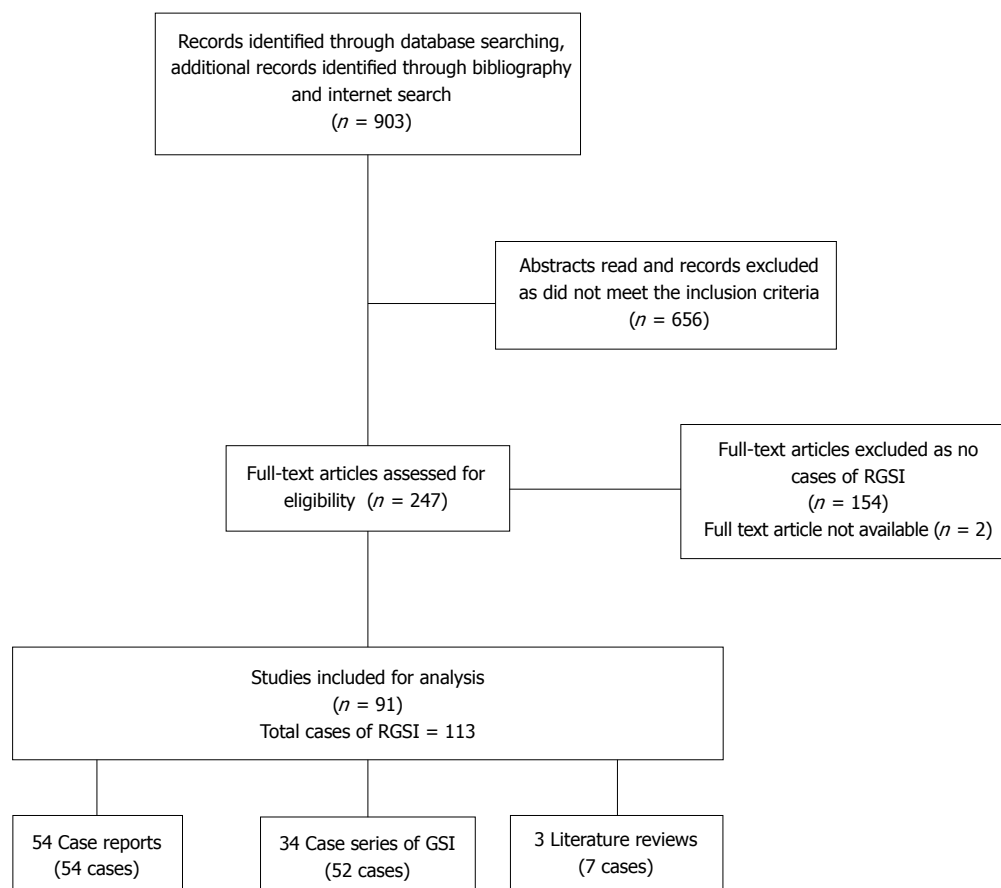 Records identified through database searching,
additional records identified through bibliography
and internet search
(n = 903)
Abstracts read and records excluded
as did not meet the inclusion criteria
(n = 656)
Full-text articles assessed for
eligibility (n = 247)
Full-text articles excluded as no
cases of RGSI
(n = 154)
Full text article not available (n = 2)
Studies included for analysis
(n = 91)
Total cases of RGSI = 113
54 Case reports
(54 cases)
34 Case series of GSI
(52 cases)
3 Literature reviews
(7 cases)